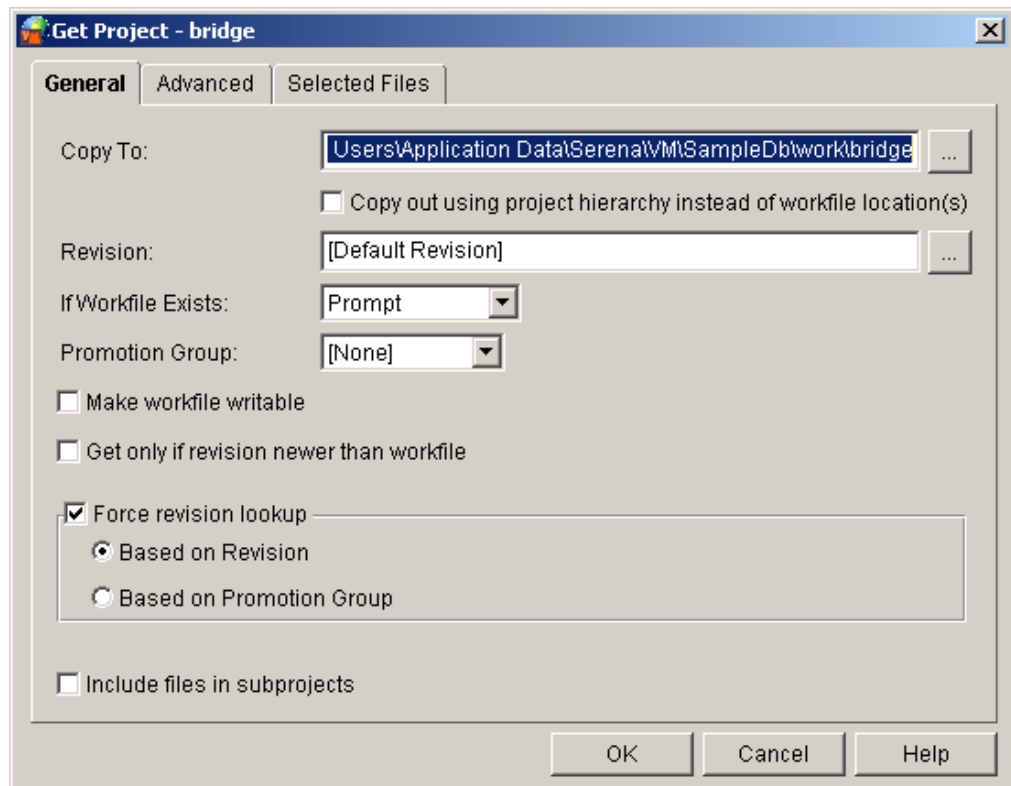 Get Project - bridge
General Advanced Selected Files
Copy To: Users\Application Data\Serena\VM\SampleDb\work\bridge ...
Copy out using project hierarchy instead of workfile location(s)
Revision: [Default Revision] ...
If Workfile Exists: Prompt
Promotion Group: [None]
Make workfile writable
Get only if revision newer than workfile
Force revision lookup
Based on Revision
Based on Promotion Group
Include files in subprojects
OK Cancel Help